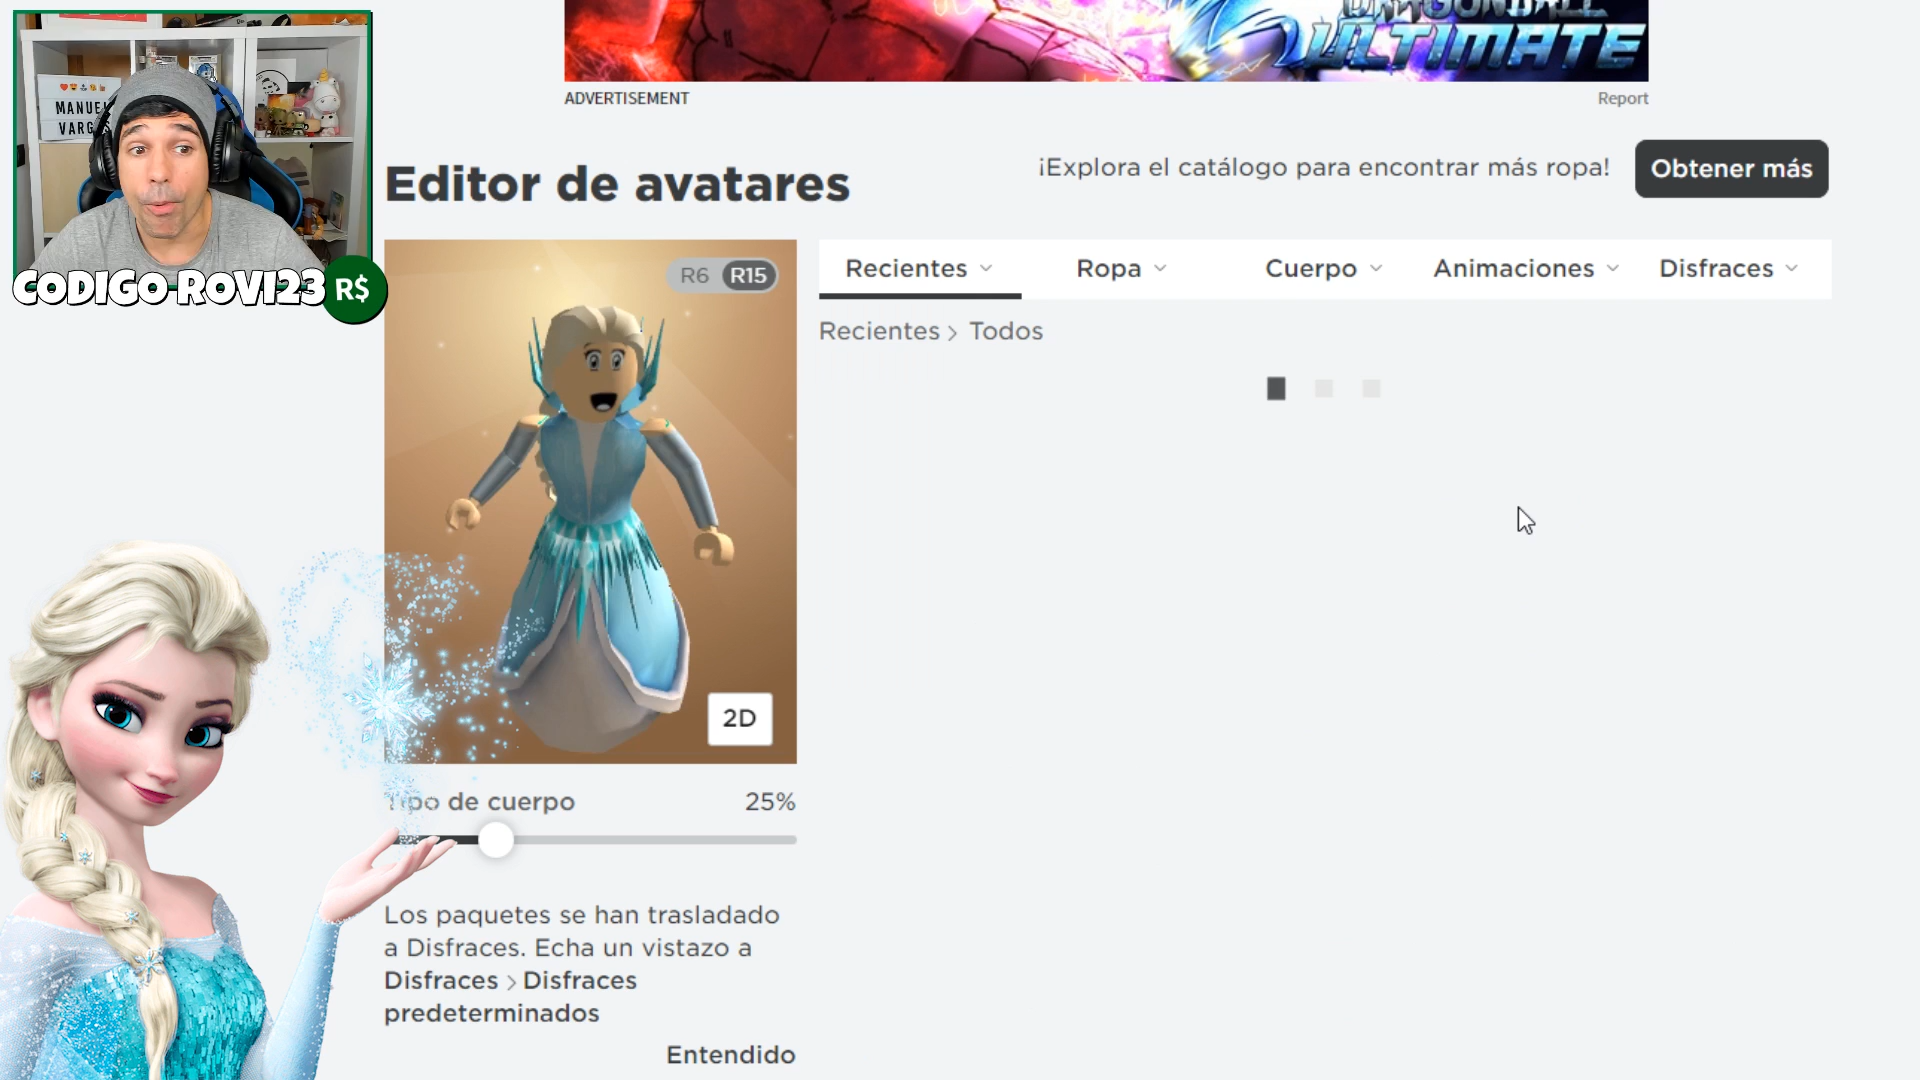 ULTIMATE
ADVERTISEMENT
Report
MANUEL
CODIGO ROVI23
R$
Editor de avatares
¡Explora el catálogo para encontrar más ropa!
Obtener más
R6 R15
Recientes
Ropa
Cuerpo
Animaciones
Disfraces
Recientes > Todos
2D
Tipo de cuerpo
25%
Los paquetes se han trasladado
a Disfraces. Echa un vistazo a
Disfraces > Disfraces
predeterminados
Entendido